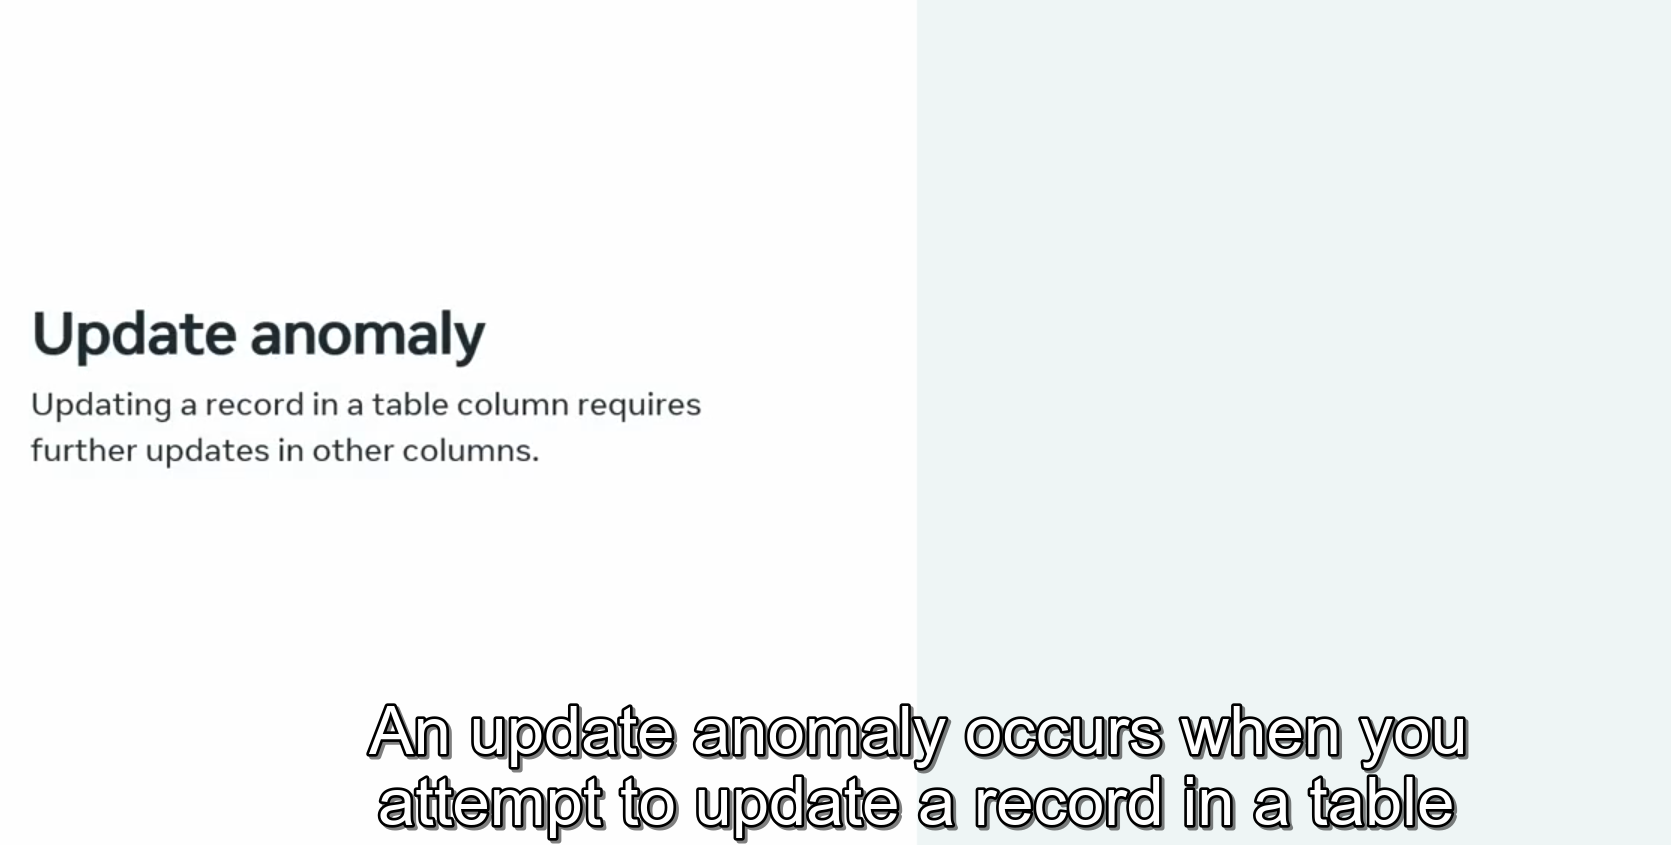 Update anomaly
Updating a record in a table column requires
further updates in other columns.
An update anomaly occurs when you
attempt to update a record in a table